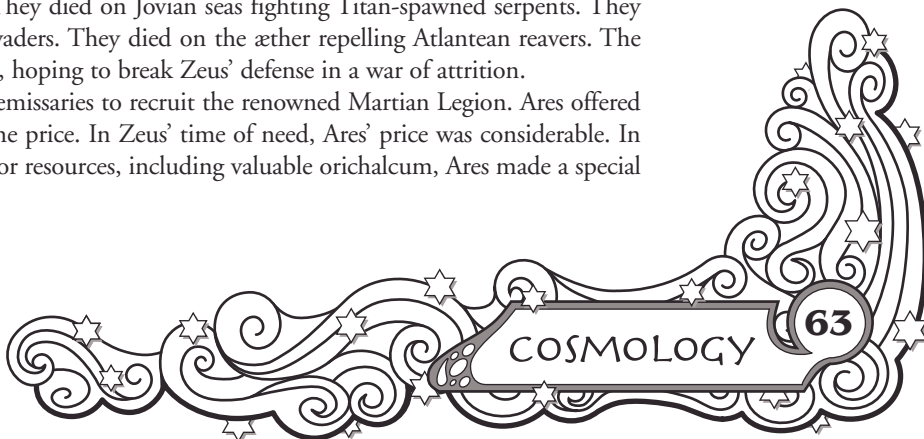 They died on Jovian seas fighting Titan-spawned serpents. They
vaders. They died on the æther repelling Atlantean reavers. The
, hoping to break Zeus’ defense in a war of attrition.
emissaries to recruit the renowned Martian Legion. Ares offered
ne price. In Zeus’ time of need, Ares’ price was considerable. In
or resources, including valuable orichalcum, Ares made a special
COSMOLOGY
63